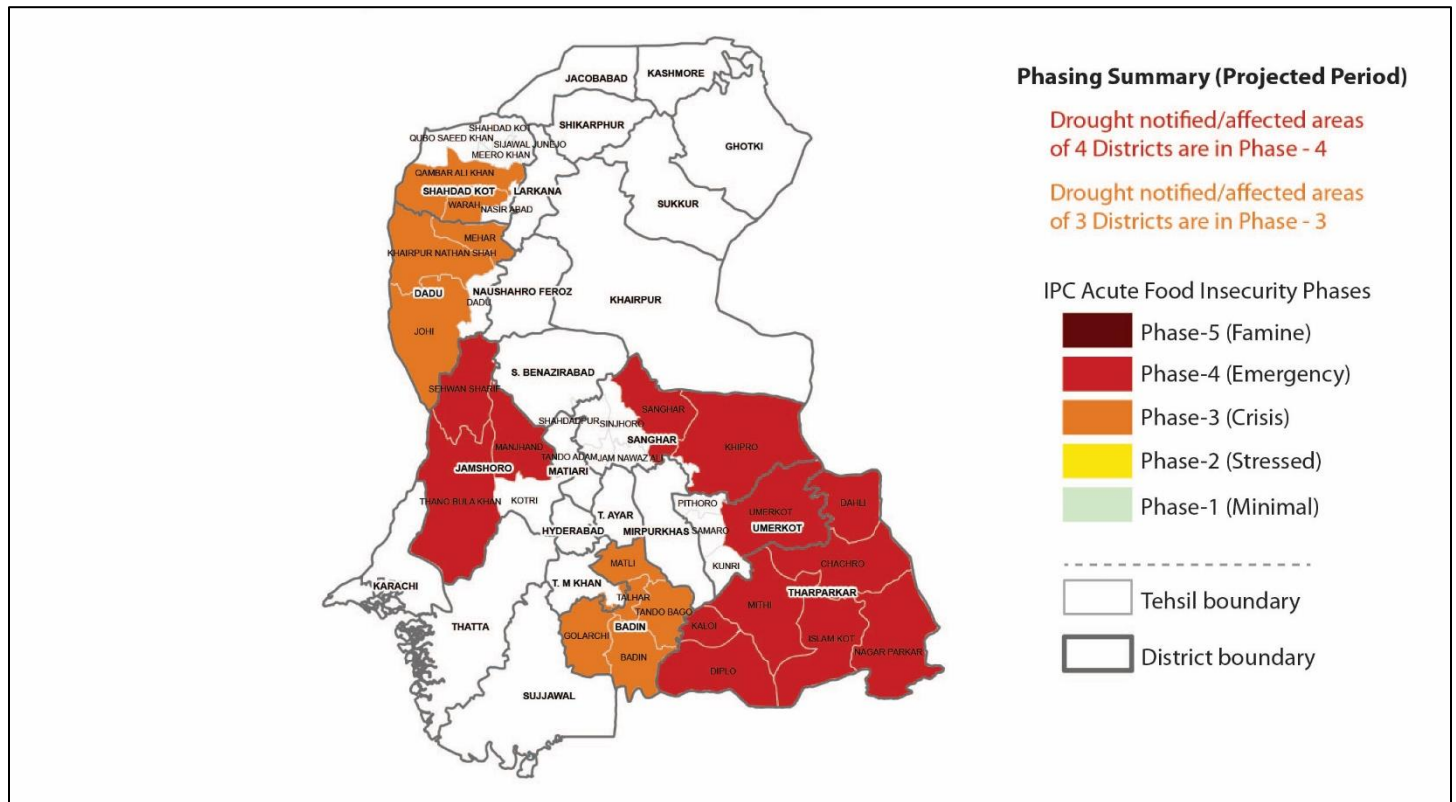 Phasing Summary (Projected Period)
Drought notified/affected areas
of 4 Districts are in Phase - 4
Drought notified/affected areas
of 3 Districts are in Phase - 3
IPC Acute Food Insecurity Phases
Phase-5 (Famine)
Phase-4 (Emergency)
Phase-3 (Crisis)
Phase-2 (Stressed)
Phase-1 (Minimal)
Tehsil boundary
District boundary
JACOBABAD
KASHMORE
SHIKARPHUR
GHOTKI
SHAHDAD KOT
QUBO SAEED KHAN
SIJAWAL JUNEJO
MEERO KHAN
QAMBAR ALI KHAN
SHAHDAD KOT
LARKANA
WARAH
NASIR ABAD
SUKKUR
MEHAR
KHAIRPUR NATHAN SHAH
DADU
DADU
NAUSHAHRO FEROZ
KHAIRPUR
JOHI
S. BENAZIRABAD
SEHWAN SHARIF
SHAHDADPUR
SINJHORO
SANGHAR
SANGHAR
KHIPRO
MANJHAND
TANDO ADAM
JAM NAWAZ ALI
JAMSHORO
MATIARI
THANO BULA KHAN
KOTRI
HYDERABAD
T. AYAR
MIRPURKHAS
PITHORO
SAMARO
UMERKOT
UMERKOT
DAHLI
KUNRI
CHACHRO
KARACHI
THATTA
T. M KHAN
MATLI
TALHAR
TANDO BAGO
GOLARCHI
BADIN
BADIN
MITHI
THARPARKAR
KALOI
ISLAM KOT
NAGAR PARKAR
DIPLO
SUJJAWAL